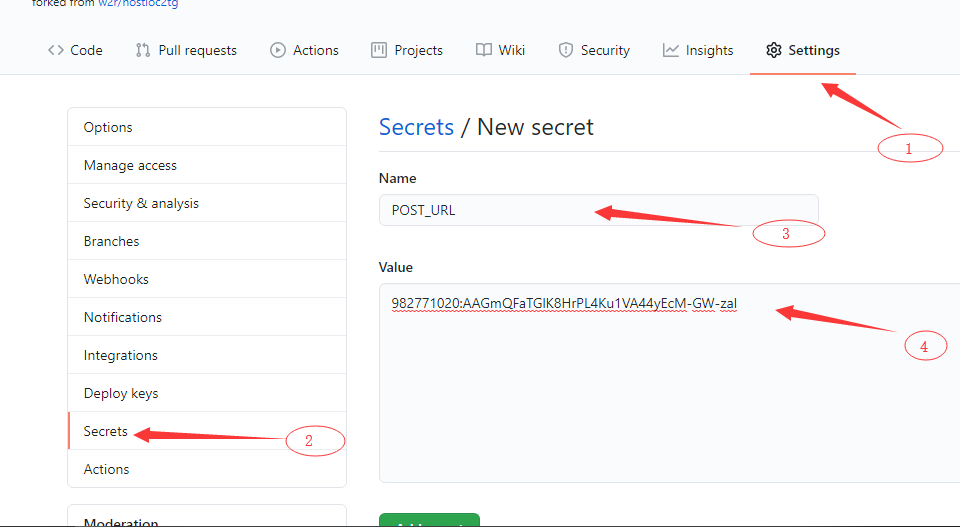 forked from w2r/hostloc2tg
Code Pull requests Actions Projects Wiki Security Insights Settings
1
Options
Manage access
Security & analysis
Branches
Webhooks
Notifications
Integrations
Deploy keys
Secrets
2
Actions
Moderation
Secrets / New secret
Name
POST_URL
3
Value
982771020:AAGmQFaTGIK8HrPL4Ku1VA44yEcM-GW-zaI
4